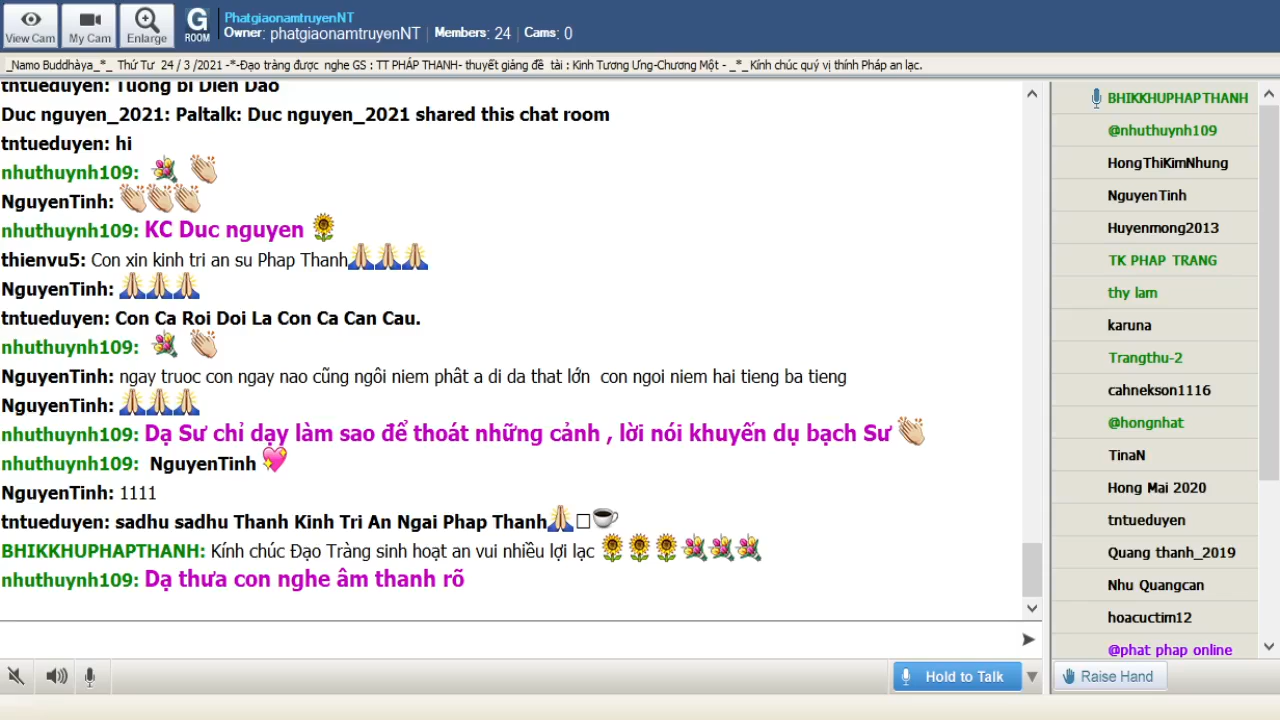 View Cam
My Cam
Enlarge
G
ROOM
PhatgiaonamtruyenNT
Owner: phatgiaonamtruyenNT | Members: 24 | Cams: 0
_Namo Buddhàya_*_ Thứ Tư 24 / 3 /2021 -*-Đạo tràng được nghe GS : TT PHÁP THANH- thuyết giảng đề tài : Kinh Tương Ưng-Chương Một - _*_Kính chúc quý vị thính Pháp an lạc.
tntueduyen: Tuong bi Dien Dao
Duc nguyen_2021: Paltalk: Duc nguyen_2021 shared this chat room
tntueduyen: hi
nhuthuynh109:
NguyenTinh:
nhuthuynh109: KC Duc nguyen
thienvu5: Con xin kinh tri an su Phap Thanh
NguyenTinh:
tntueduyen: Con Ca Roi Doi La Con Ca Can Cau.
nhuthuynh109:
NguyenTinh: ngay truoc con ngay nao cũng ngôi niem phât a di da that lớn con ngoi niem hai tieng ba tieng
NguyenTinh:
nhuthuynh109: Dạ Sư chỉ dạy làm sao để thoát những cảnh , lời nói khuyến dụ bạch Sư
nhuthuynh109: NguyenTinh
NguyenTinh: 1111
tntueduyen: sadhu sadhu Thanh Kinh Tri An Ngai Phap Thanh
BHIKKHUPHAPTHANH: Kính chúc Đạo Tràng sinh hoạt an vui nhiều lợi lạc
nhuthuynh109: Dạ thưa con nghe âm thanh rõ
Hold to Talk
BHIKKHUPHAPTHANH
@nhuthuynh109
HongThiKimNhung
NguyenTinh
Huyenmong2013
TK PHAP TRANG
thy lam
karuna
Trangthu-2
cahnekson1116
@hongnhat
TinaN
Hong Mai 2020
tntueduyen
Quang thanh_2019
Nhu Quangcan
hoacuctim12
@phat phap online
Raise Hand